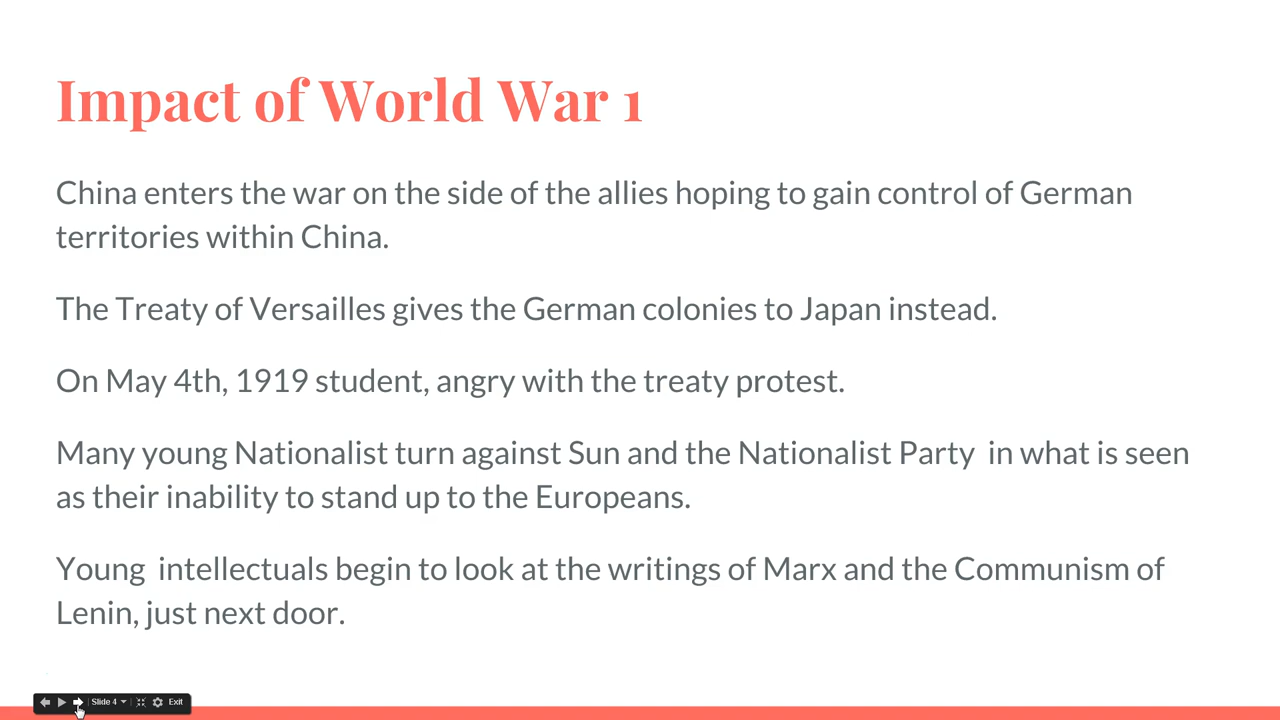 Impact of World War 1
China enters the war on the side of the allies hoping to gain control of German
territories within China.
The Treaty of Versailles gives the German colonies to Japan instead.
On May 4th, 1919 student, angry with the treaty protest.
Many young Nationalist turn against Sun and the Nationalist Party  in what is seen
as their inability to stand up to the Europeans.
Young  intellectuals begin to look at the writings of Marx and the Communism of
Lenin, just next door.
Slide 4 Exit